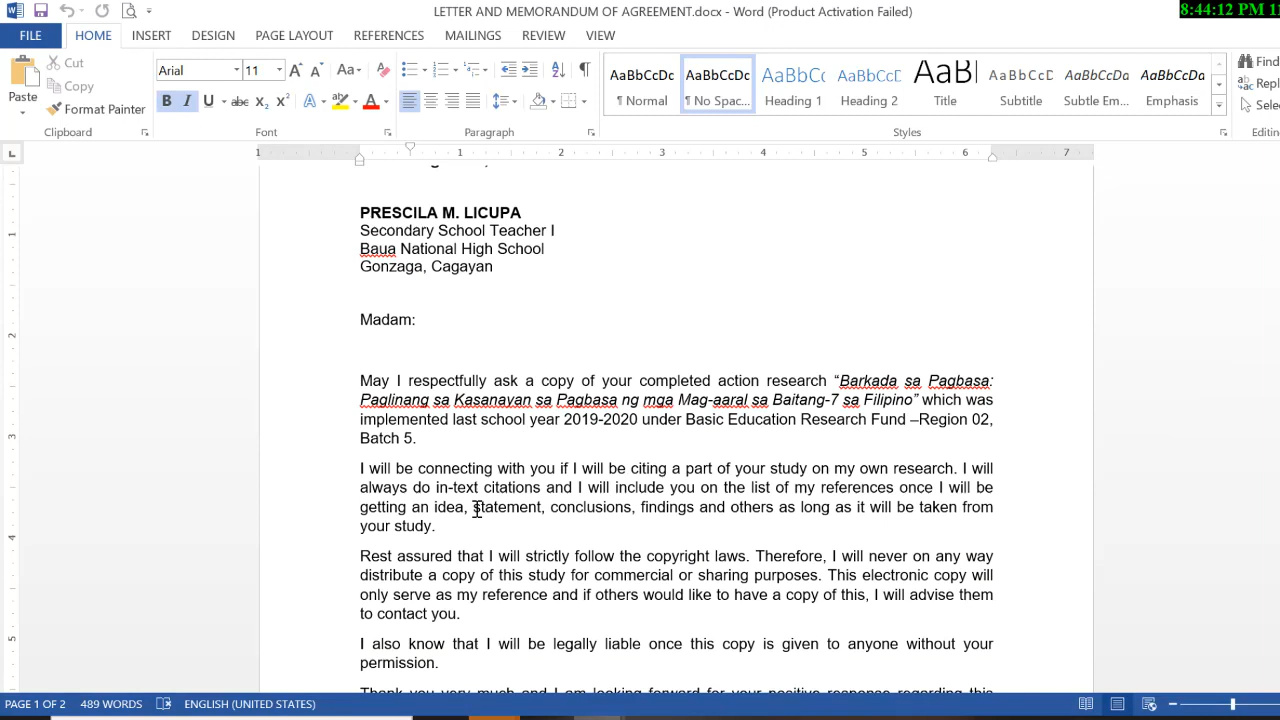 LETTER AND MEMORANDUM OF AGREEMENT.docx - Word (Product Activation Failed)
8:44:12 PM
FILE HOME INSERT DESIGN PAGE LAYOUT REFERENCES MAILINGS REVIEW VIEW
Cut
Copy
Format Painter
Paste
Clipboard
Arial 11
Font
Paragraph
AaBbCcDc AaBbCcDc AaBbCc AaBbCcD AaB AaBbCcD AaBbCcDc AaBbCcDc
¶ Normal ¶ No Spac... Heading 1 Heading 2 Title Subtitle Subtle Em... Emphasis
Styles
Find
Repl
Selec
Editin
1 1 2 3 4 5 6 7
PRESCILA M. LICUPA
Secondary School Teacher I
Baua National High School
Gonzaga, Cagayan
Madam:
May I respectfully ask a copy of your completed action research “Barkada sa Pagbasa:
Paglinang sa Kasanayan sa Pagbasa ng mga Mag-aaral sa Baitang-7 sa Filipino” which was
implemented last school year 2019-2020 under Basic Education Research Fund –Region 02,
Batch 5.
I will be connecting with you if I will be citing a part of your study on my own research. I will
always do in-text citations and I will include you on the list of my references once I will be
getting an idea, statement, conclusions, findings and others as long as it will be taken from
your study.
Rest assured that I will strictly follow the copyright laws. Therefore, I will never on any way
distribute a copy of this study for commercial or sharing purposes. This electronic copy will
only serve as my reference and if others would like to have a copy of this, I will advise them
to contact you.
I also know that I will be legally liable once this copy is given to anyone without your
permission.
Thank you very much and I am looking forward for your positive response regarding this
PAGE 1 OF 2 489 WORDS ENGLISH (UNITED STATES)